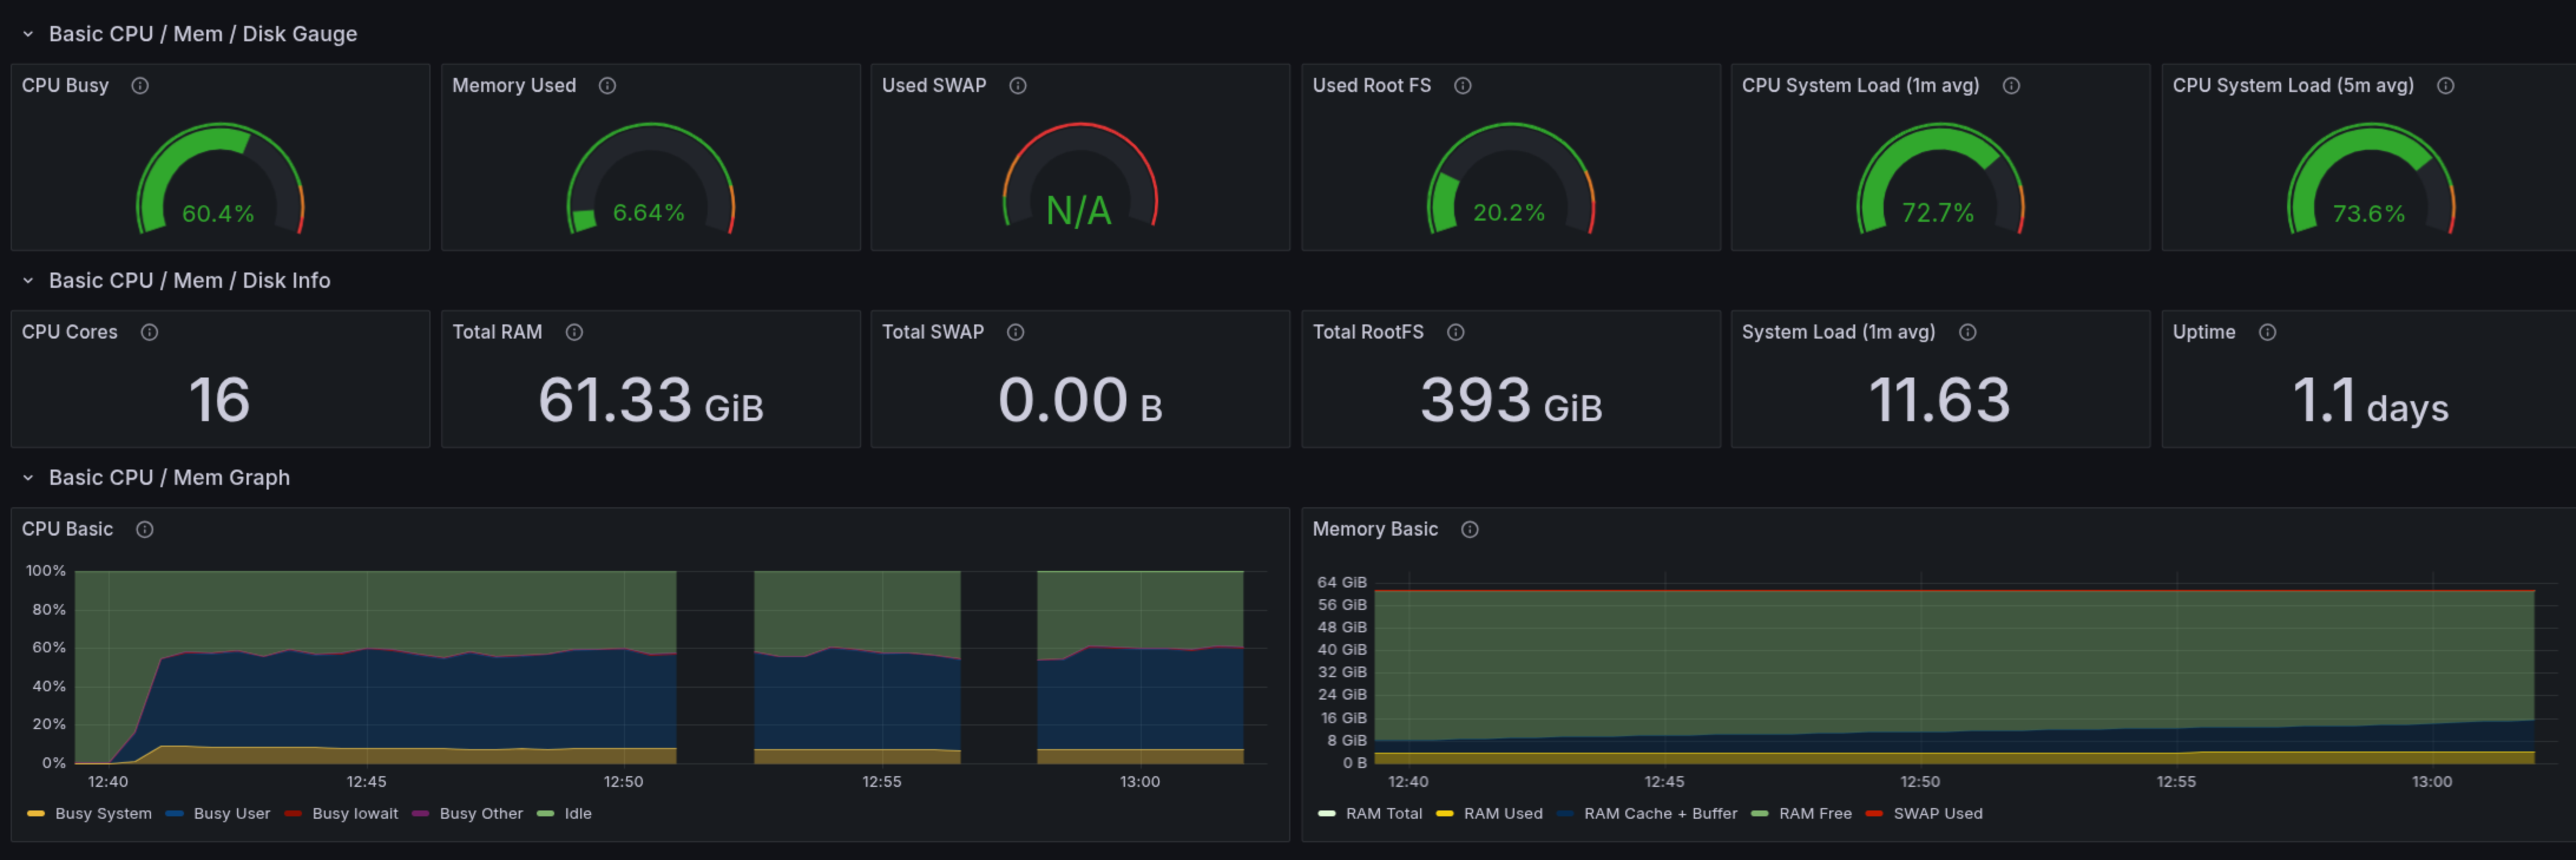 Basic CPU / Mem / Disk Gauge
CPU Busy
Memory Used
Used SWAP
Used Root FS
CPU System Load (1m avg)
CPU System Load (5m avg)
60.4%
6.64%
N/A
20.2%
72.7%
73.6%
Basic CPU / Mem / Disk Info
CPU Cores
Total RAM
Total SWAP
Total RootFS
System Load (1m avg)
Uptime
16
61.33 GiB
0.00 B
393 GiB
11.63
1.1 days
Basic CPU / Mem Graph
CPU Basic
100%
80%
60%
40%
20%
0%
12:40
12:45
12:50
12:55
13:00
Busy System
Busy User
Busy Iowait
Busy Other
Idle
Memory Basic
64 GiB
56 GiB
48 GiB
40 GiB
32 GiB
24 GiB
16 GiB
8 GiB
0 B
12:40
12:45
12:50
12:55
13:00
RAM Total
RAM Used
RAM Cache + Buffer
RAM Free
SWAP Used